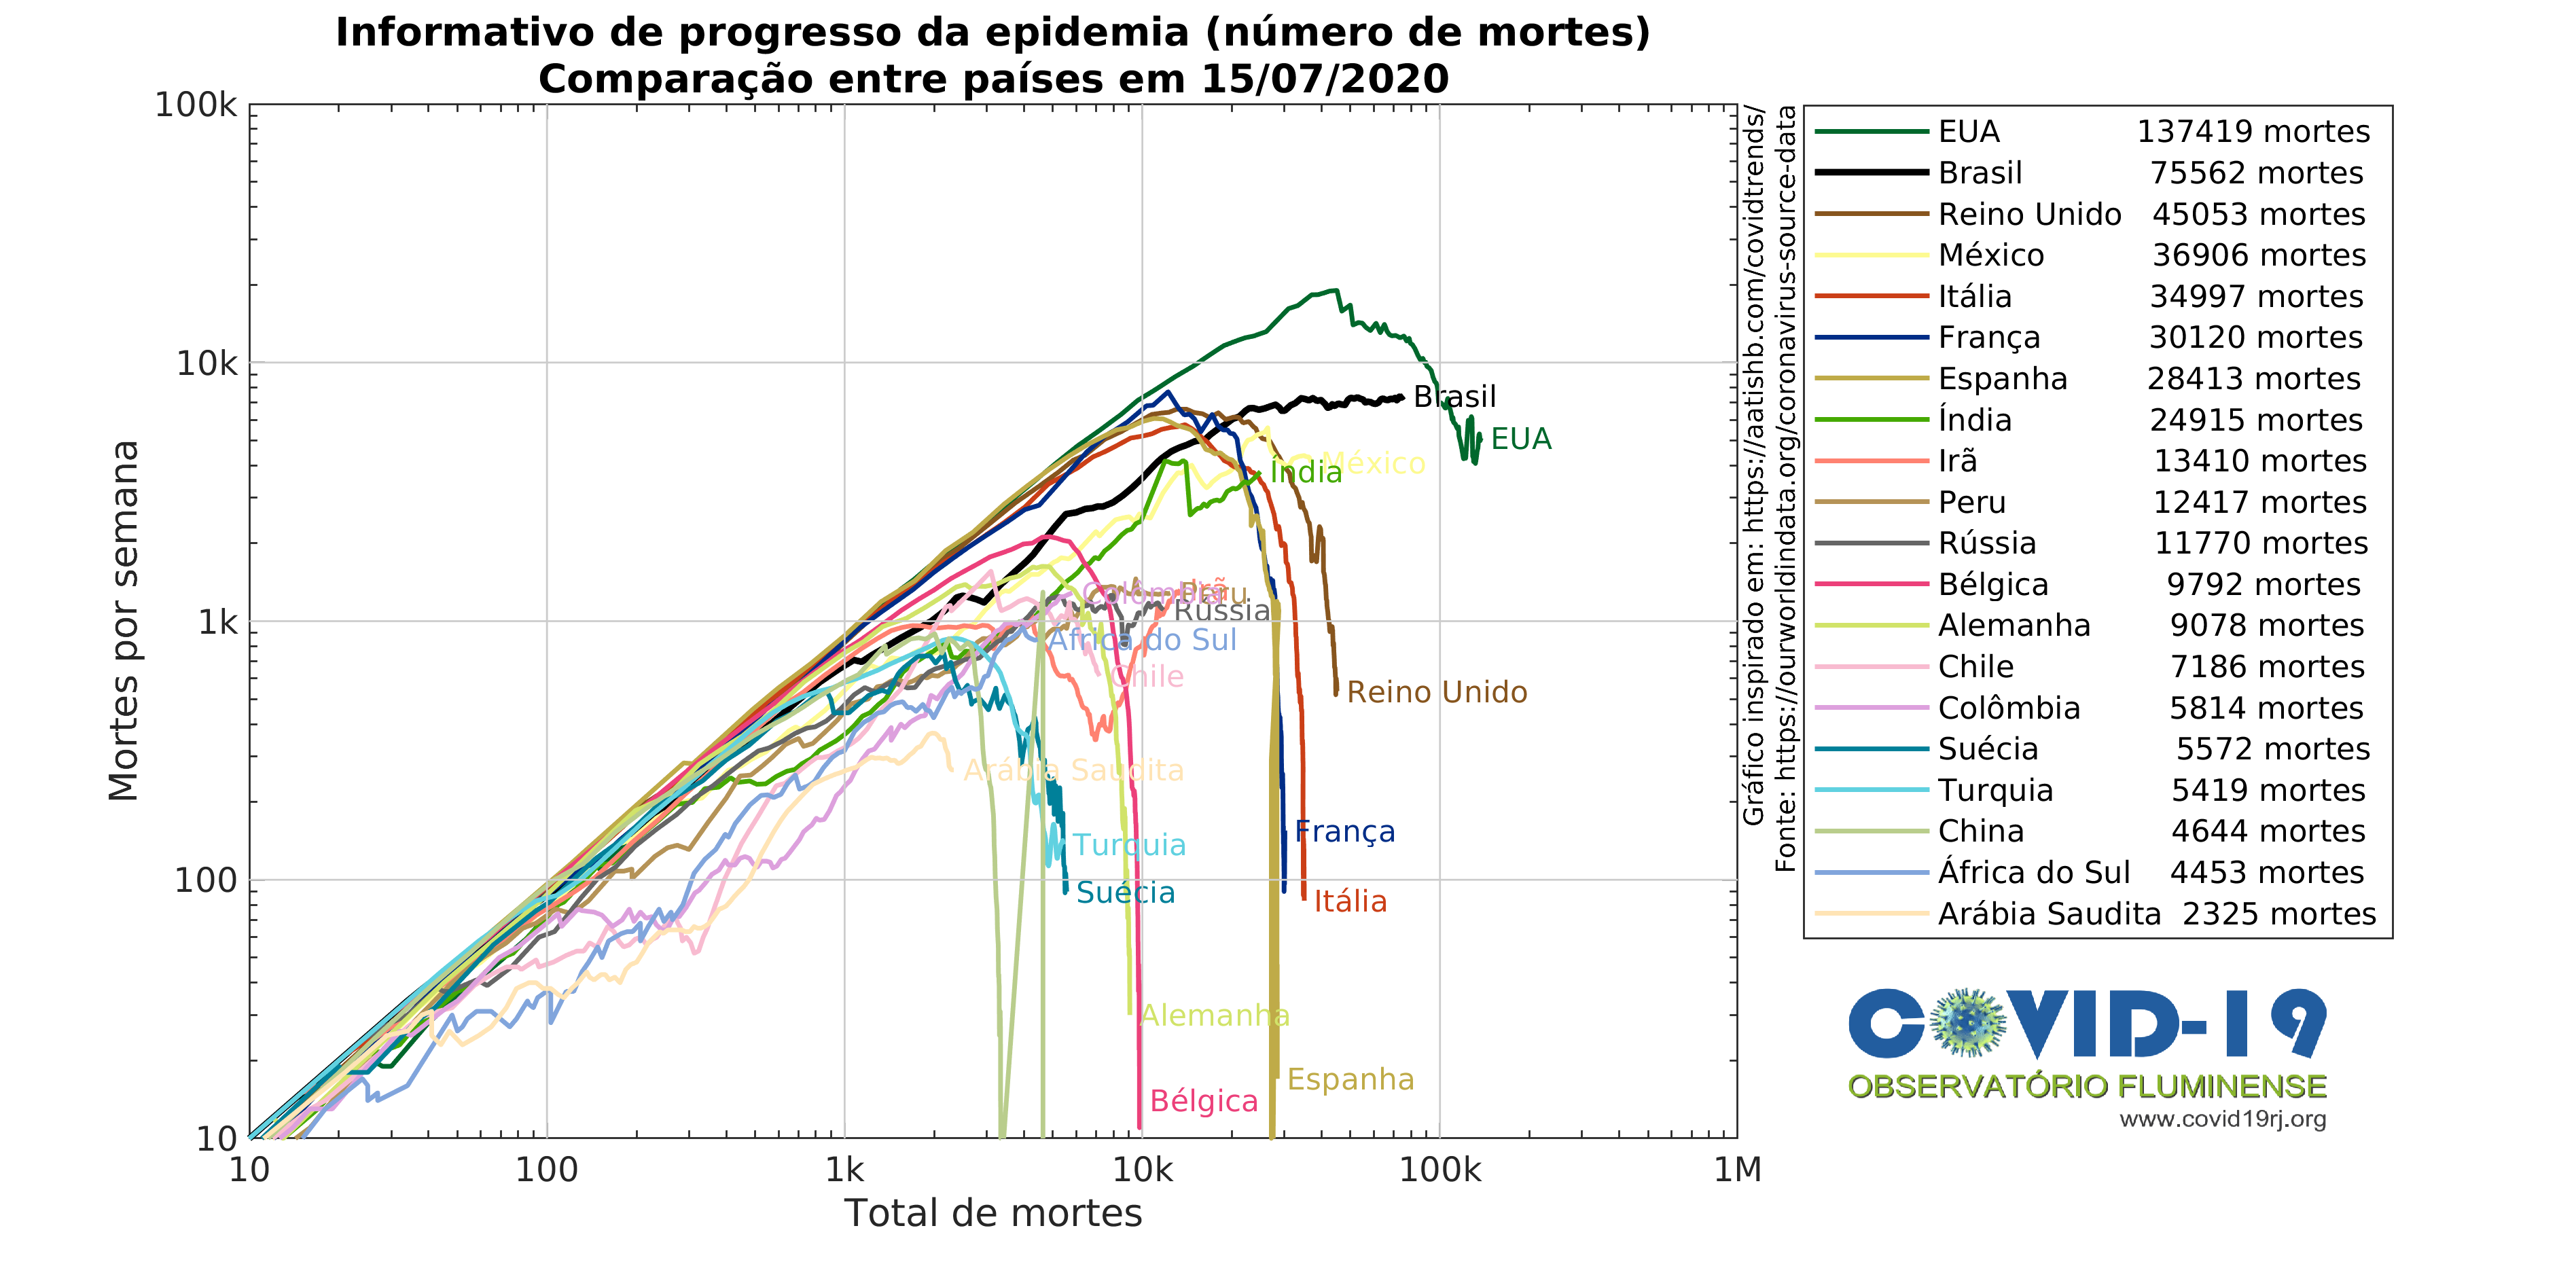 Informativo de progresso da epidemia (número de mortes)
Comparação entre países em 15/07/2020
100k
10k
1k
100
10
Mortes por semana
10
100
1k
10k
100k
1M
Total de mortes
Brasil
EUA
México
Índia
Colômbia
Irã
Peru
Rússia
África do Sul
Chile
Reino Unido
Arábia Saudita
França
Turquia
Suécia
Itália
Alemanha
Espanha
Bélgica
Gráfico inspirado em: https://aatishb.com/covidtrends/
Fonte: https://ourworldindata.org/coronavirus-source-data
EUA 137419 mortes
Brasil 75562 mortes
Reino Unido 45053 mortes
México 36906 mortes
Itália 34997 mortes
França 30120 mortes
Espanha 28413 mortes
Índia 24915 mortes
Irã 13410 mortes
Peru 12417 mortes
Rússia 11770 mortes
Bélgica 9792 mortes
Alemanha 9078 mortes
Chile 7186 mortes
Colômbia 5814 mortes
Suécia 5572 mortes
Turquia 5419 mortes
China 4644 mortes
África do Sul 4453 mortes
Arábia Saudita 2325 mortes
COVID-19
OBSERVATÓRIO FLUMINENSE
www.covid19rj.org